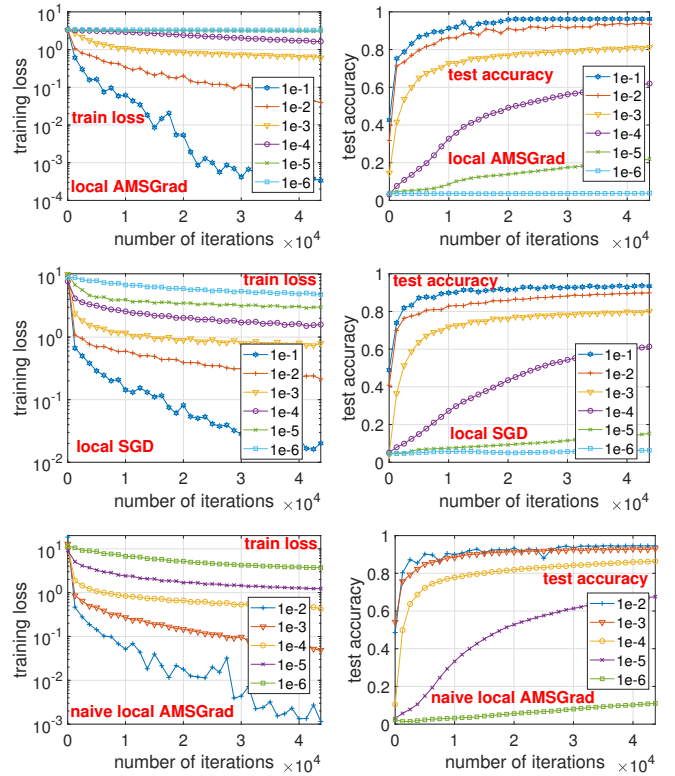 10^1
10^0
10^-1
10^-2
10^-3
10^-4
training loss
train loss
local AMSGrad
1e-1
1e-2
1e-3
1e-4
1e-5
1e-6
0 1 2 3 4
number of iterations ×10^4
1
0.8
0.6
0.4
0.2
0
test accuracy
test accuracy
local AMSGrad
1e-1
1e-2
1e-3
1e-4
1e-5
1e-6
0 1 2 3 4
number of iterations ×10^4
10^1
10^0
10^-1
10^-2
training loss
train loss
local SGD
1e-1
1e-2
1e-3
1e-4
1e-5
1e-6
0 1 2 3 4
number of iterations ×10^4
1
0.8
0.6
0.4
0.2
0
test accuracy
test accuracy
local SGD
1e-1
1e-2
1e-3
1e-4
1e-5
1e-6
0 1 2 3 4
number of iterations ×10^4
10^1
10^0
10^-1
10^-2
10^-3
training loss
train loss
naive local AMSGrad
1e-2
1e-3
1e-4
1e-5
1e-6
0 1 2 3 4
number of iterations ×10^4
1
0.8
0.6
0.4
0.2
0
test accuracy
test accuracy
naive local AMSGrad
1e-2
1e-3
1e-4
1e-5
1e-6
0 1 2 3 4
number of iterations ×10^4